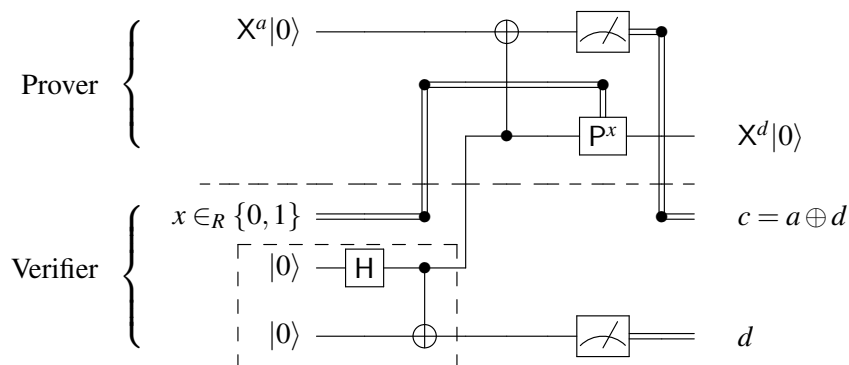 X^a|0⟩
Prover
P^x
X^d|0⟩
x ∈_R {0,1}
c = a ⊕ d
|0⟩
H
Verifier
|0⟩
d